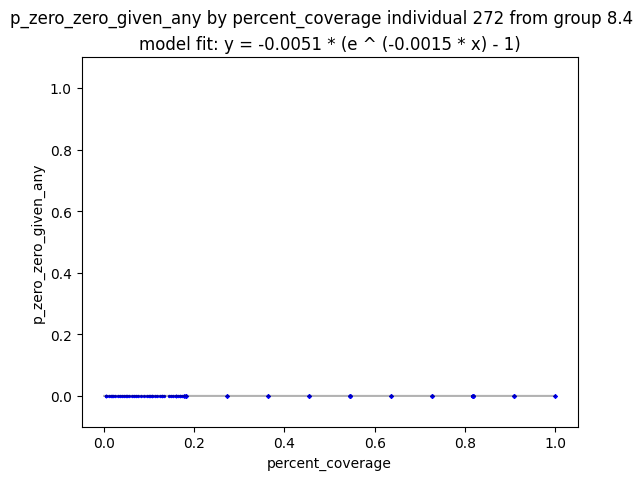 p_zero_zero_given_any by percent_coverage individual 272 from group 8.4
model fit: y = -0.0051 * (e ^ (-0.0015 * x) - 1)
1.0
0.8
0.6
0.4
0.2
0.0
p_zero_zero_given_any
0.0 0.2 0.4 0.6 0.8 1.0
percent_coverage